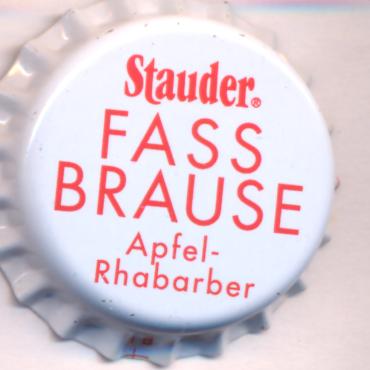 Stauder®
FASS
BRAUSE
Apfel-
Rhabarber